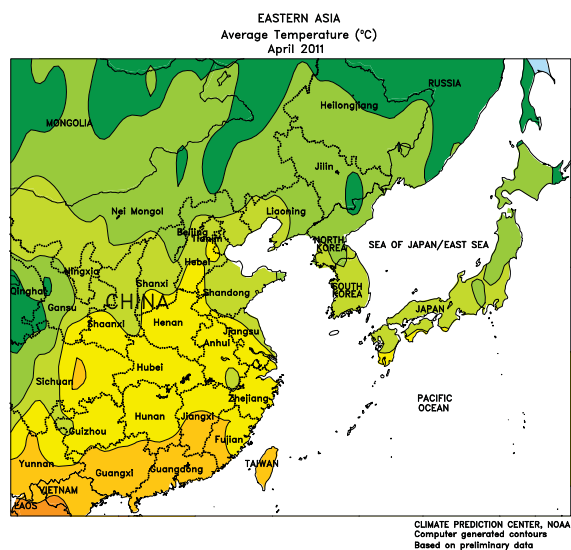 EASTERN ASIA
Average Temperature (°C)
April 2011
RUSSIA
Heilongjiang
MONGOLIA
Jilin
Nei Mongol
Liaoning
Beijing
Tianjin
NORTH
KOREA
SEA OF JAPAN/EAST SEA
Hebei
Ningxia
Shanxi
Qinghai
CHINA
Shandong
SOUTH
KOREA
Gansu
JAPAN
Shaanxi
Henan
Jiangsu
Anhui
Hubei
Sichuan
Zhejiang
PACIFIC
OCEAN
Hunan
Jiangxi
Guizhou
Fujian
Yunnan
Guangxi
Guangdong
TAIWAN
VIETNAM
LAOS
CLIMATE PREDICTION CENTER, NOAA
Computer generated contours
Based on preliminary data